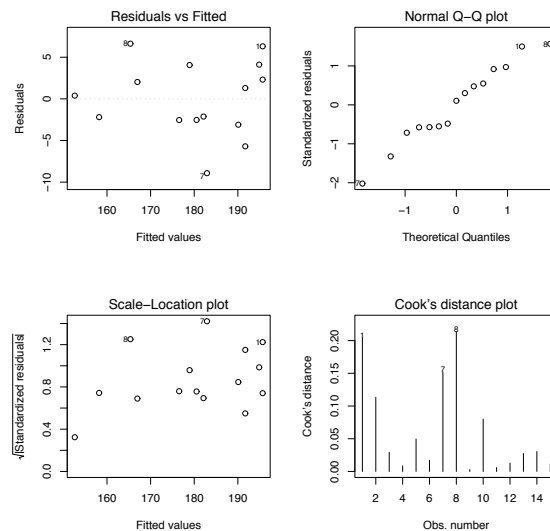 Residuals vs Fitted
Residuals
5
0
−5
−10
8
1
7
160 170 180 190
Fitted values
Normal Q−Q plot
Standardized residuals
1
0
−1
−2
1
8
7
−1 0 1
Theoretical Quantiles
Scale−Location plot
√|Standardized residuals|
1.2
0.8
0.4
0.0
8
7
1
160 170 180 190
Fitted values
Cook's distance plot
Cook's distance
0.20
0.15
0.10
0.05
0.00
1
7
8
2 4 6 8 10 12 14
Obs. number